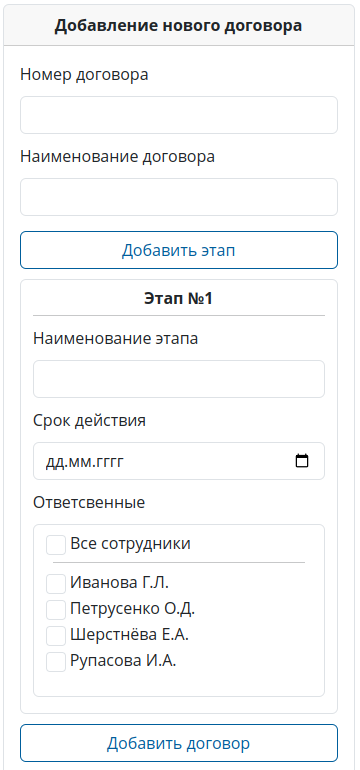 Добавление нового договора
Номер договора
Наименование договора
Добавить этап
Этап №1
Наименование этапа
Срок действия
дд.мм.гггг
Ответсвенные
Все сотрудники
Иванова Г.Л.
Петрусенко О.Д.
Шерстнёва Е.А.
Рупасова И.А.
Добавить договор